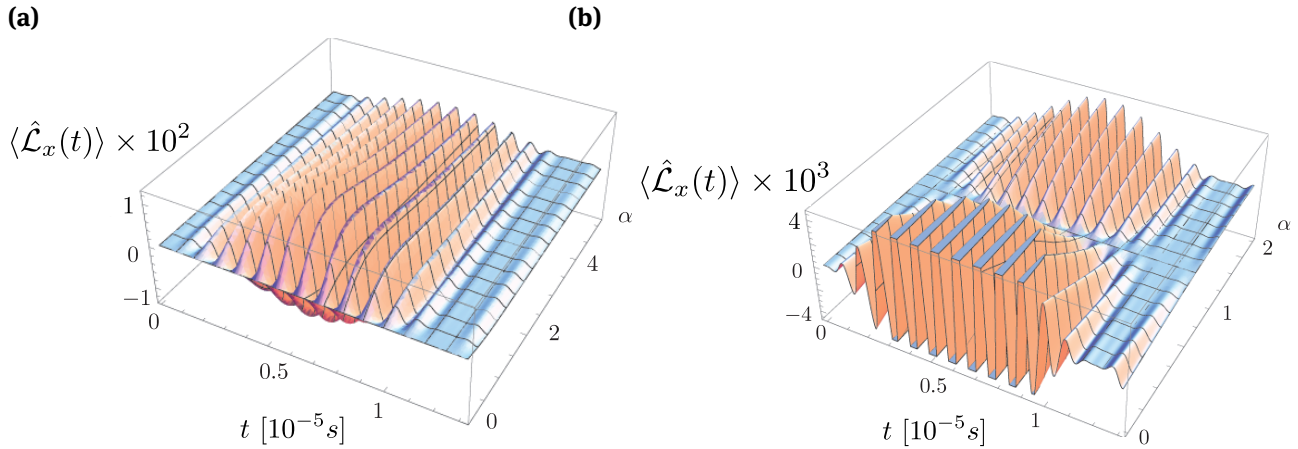 (a)
⟨ℒ̂ₓ(t)⟩ × 10²
1
0
−1
0
0.5
1
t [10⁻⁵s]
0
2
4
α
(b)
⟨ℒ̂ₓ(t)⟩ × 10³
4
0
−4
0
0.5
1
t [10⁻⁵s]
0
1
2
α